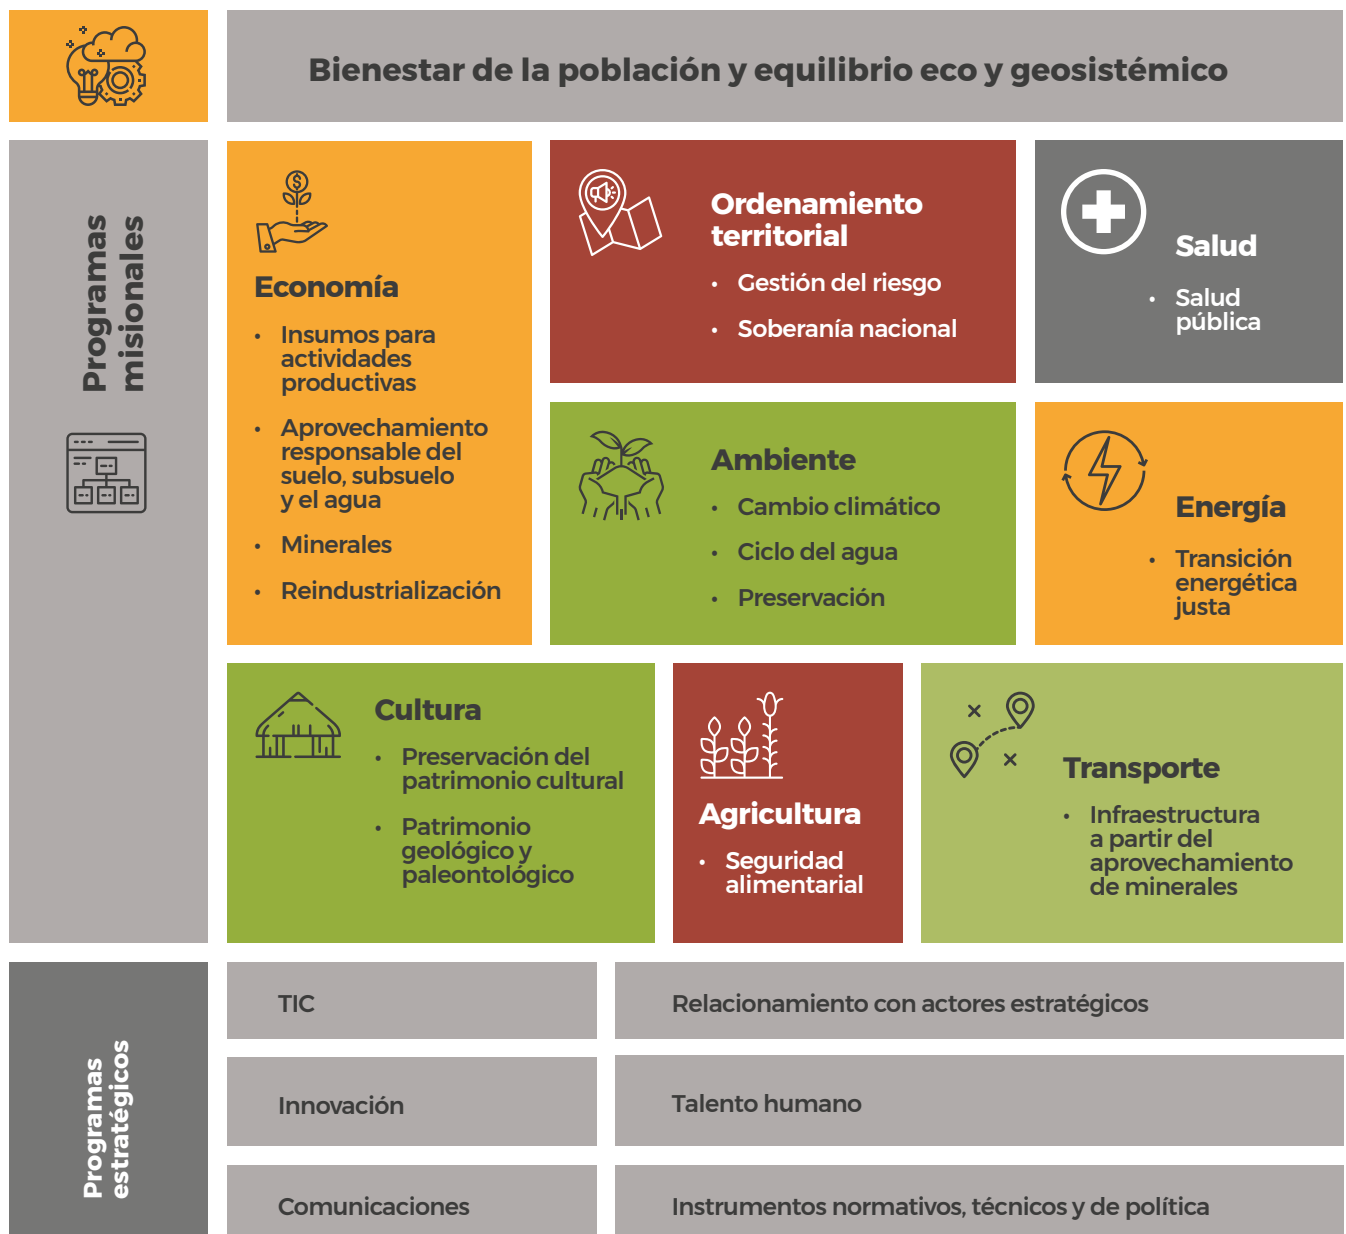 Bienestar de la población y equilibrio eco y geosistémico
Programas
misionales
Economía
• Insumos para
actividades
productivas
• Aprovechamiento
responsable del
suelo, subsuelo
y el agua
• Minerales
• Reindustrialización
Ordenamiento
territorial
• Gestión del riesgo
• Soberanía nacional
Salud
• Salud
pública
Ambiente
• Cambio climático
• Ciclo del agua
• Preservación
Energía
• Transición
energética
justa
Cultura
• Preservación del
patrimonio cultural
• Patrimonio
geológico y
paleontológico
Agricultura
• Seguridad
alimentarial
Transporte
• Infraestructura
a partir del
aprovechamiento
de minerales
Programas
estratégicos
TIC
Relacionamiento con actores estratégicos
Innovación
Talento humano
Comunicaciones
Instrumentos normativos, técnicos y de política